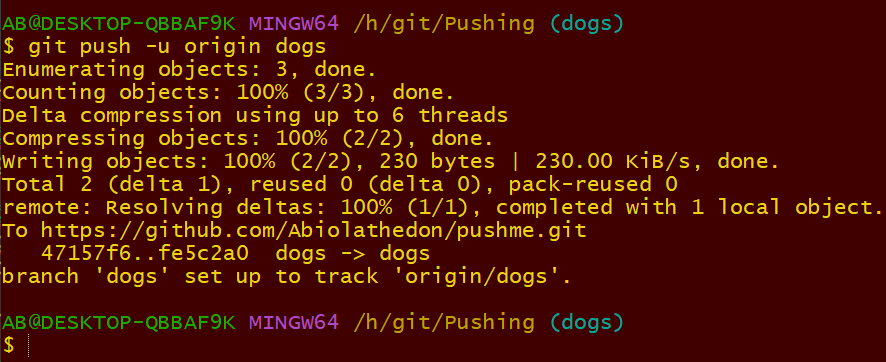 AB@DESKTOP-QBBAF9K MINGW64 /h/git/Pushing (dogs)
$ git push -u origin dogs
Enumerating objects: 3, done.
Counting objects: 100% (3/3), done.
Delta compression using up to 6 threads
Compressing objects: 100% (2/2), done.
Writing objects: 100% (2/2), 230 bytes | 230.00 KiB/s, done.
Total 2 (delta 1), reused 0 (delta 0), pack-reused 0
remote: Resolving deltas: 100% (1/1), completed with 1 local object.
To https://github.com/Abiolathedon/pushme.git
   47157f6..fe5c2a0  dogs -> dogs
branch 'dogs' set up to track 'origin/dogs'.
AB@DESKTOP-QBBAF9K MINGW64 /h/git/Pushing (dogs)
$